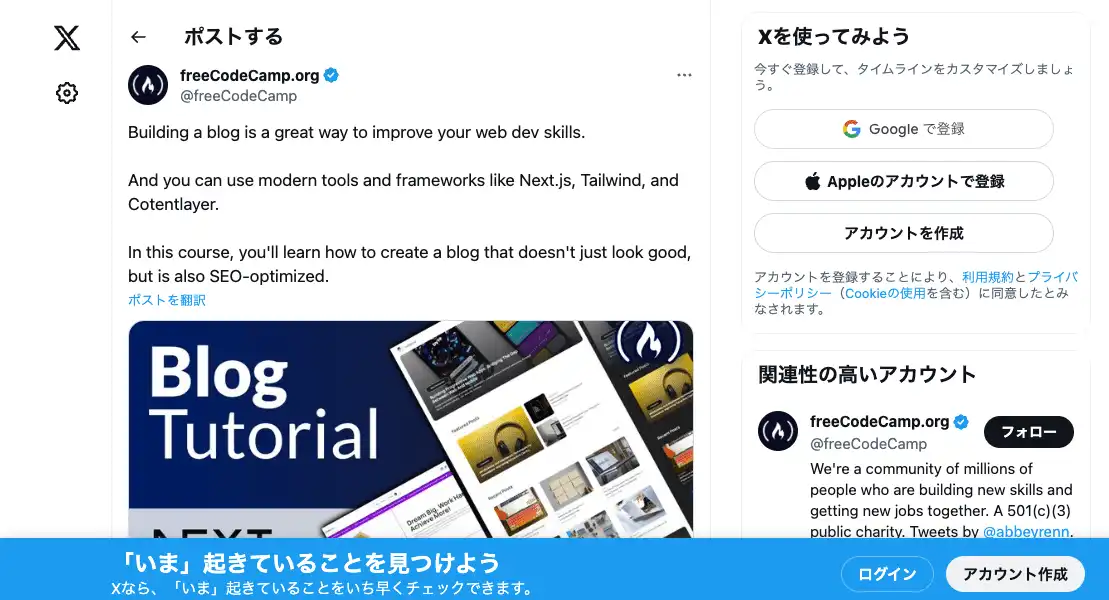 ポストする
freeCodeCamp.org
@freeCodeCamp
Building a blog is a great way to improve your web dev skills.
And you can use modern tools and frameworks like Next.js, Tailwind, and
Cotentlayer.
In this course, you'll learn how to create a blog that doesn't just look good,
but is also SEO-optimized.
ポストを翻訳
Blog
Tutorial
Featured Posts
Recent Posts
Dream Big, Work Hard
Achieve More!
Xを使ってみよう
今すぐ登録して、タイムラインをカスタマイズしましょ
う。
Google で登録
Appleのアカウントで登録
アカウントを作成
アカウントを登録することにより、利用規約とプライバ
シーポリシー（Cookieの使用を含む）に同意したとみ
なされます。
関連性の高いアカウント
freeCodeCamp.org
@freeCodeCamp
フォロー
We're a community of millions of
people who are building new skills and
getting new jobs together. A 501(c)(3)
public charity. Tweets by @abbeyrenn.
「いま」起きていることを見つけよう
Xなら、「いま」起きていることをいち早くチェックできます。
ログイン
アカウント作成